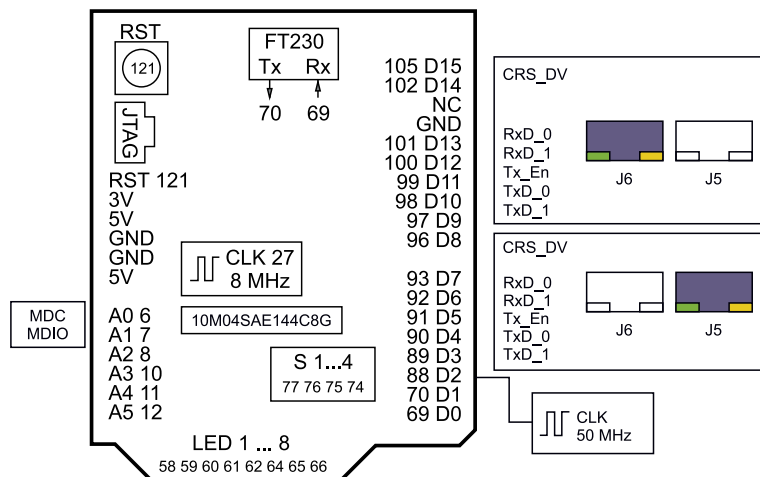 RST
121
JTAG
FT230
Tx Rx
70 69
RST 121
3V
5V
GND
GND
5V
A0 6
A1 7
A2 8
A3 10
A4 11
A5 12
MDC
MDIO
CLK 27
8 MHz
10M04SAE144C8G
S 1...4
77 76 75 74
LED 1 ... 8
58 59 60 61 62 64 65 66
105 D15
102 D14
NC
GND
101 D13
100 D12
99 D11
98 D10
97 D9
96 D8
93 D7
92 D6
91 D5
90 D4
89 D3
88 D2
70 D1
69 D0
CRS_DV
RxD_0
RxD_1
Tx_En
TxD_0
TxD_1
J6 J5
CRS_DV
RxD_0
RxD_1
Tx_En
TxD_0
TxD_1
J6 J5
CLK
50 MHz